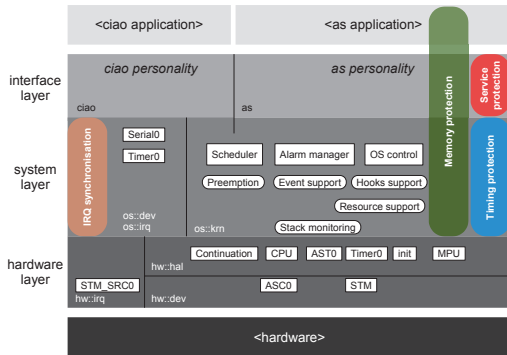 <ciao application>
<as application>
interface
layer
ciao personality
as personality
ciao
as
Memory protection
Service
protection
system
layer
IRQ synchronisation
Serial0
Timer0
os::dev
os::irq
Scheduler
Alarm manager
OS control
Preemption
Event support
Hooks support
Resource support
Stack monitoring
os::krn
Timing protection
hardware
layer
Continuation
CPU
AST0
Timer0
init
MPU
hw::hal
STM_SRC0
ASC0
STM
hw::irq
hw::dev
<hardware>